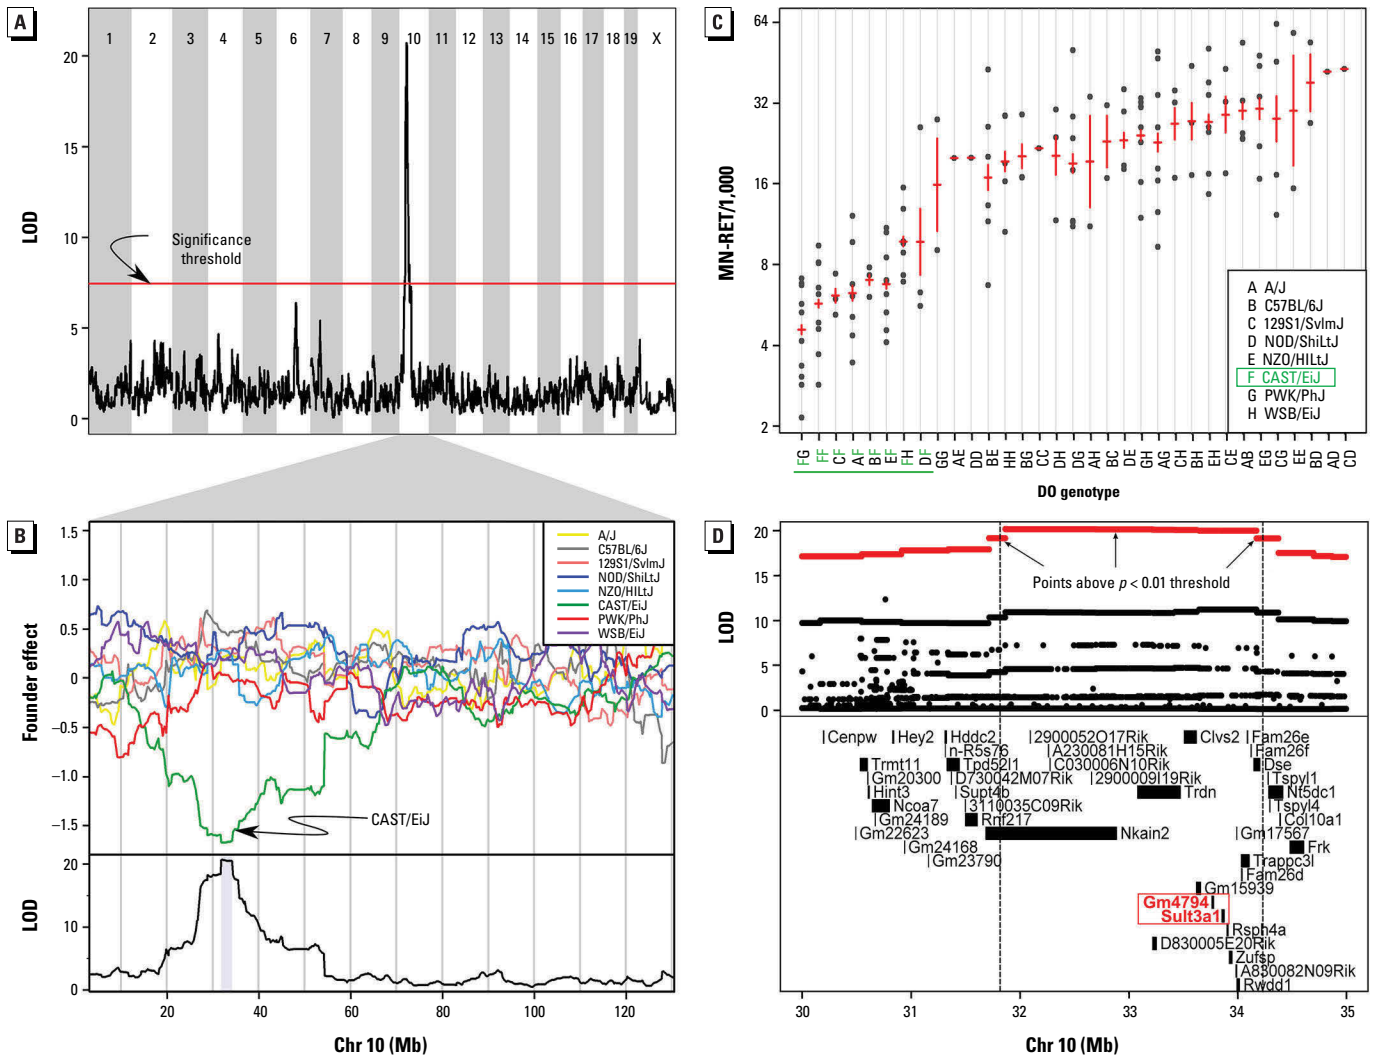 A
1 2 3 4 5 6 7 8 9 10 11 12 13 14 15 16 17 18 19 X
20
15
10
5
0
LOD
Significance
threshold
B
1.5
1.0
0.5
0
–0.5
–1.0
–1.5
Founder effect
A/J
C57BL/6J
129S1/SvlmJ
NOD/ShiLtJ
NZO/HILtJ
CAST/EiJ
PWK/PhJ
WSB/EiJ
CAST/EiJ
20
10
0
LOD
20 40 60 80 100 120
Chr 10 (Mb)
C
64
32
16
8
4
2
MN-RET/1,000
A A/J
B C57BL/6J
C 129S1/SvlmJ
D NOD/ShiLtJ
E NZO/HILtJ
F CAST/EiJ
G PWK/PhJ
H WSB/EiJ
FG FF CF AF BF EF FH DF GG AE DD BE HH BG CC DH DG AH BC DE GH AG CH BH EH CE AB EG CG EE BD AD CD
DO genotype
D
20
15
10
5
0
LOD
Points above p < 0.01 threshold
Cenpw Hey2 Hddc2 2900052O17Rik Clvs2 Fam26e
n-R5s76 A230081H15Rik Fam26f
Trmt11 Tpd52l1 C030006N10Rik Dse
Gm20300 D730042M07Rik 2900009I19Rik Tspyl1
Hint3 Supt4b Trdn Nt5dc1
Ncoa7 3110035C09Rik Tspyl4
Gm24189 Rnf217 Col10a1
Gm22623 Nkain2 Gm17567
Gm24168 Frk
Gm23790 Trappc3l
Fam26d
Gm15939
Gm4794
Sult3a1
Rsph4a
D830005E20Rik
Zufsp
A830082N09Rik
Rwdd1
30 31 32 33 34 35
Chr 10 (Mb)